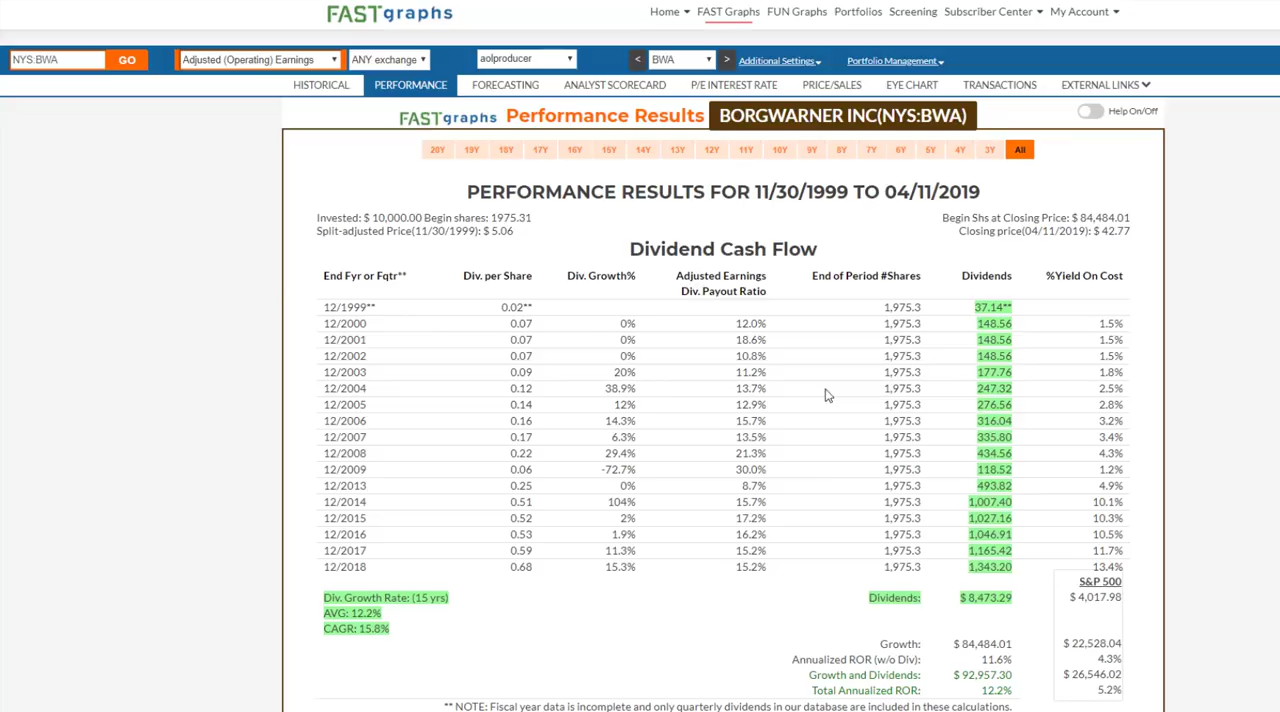 FAST graphs Home FAST Graphs FUN Graphs Portfolios Screening Subscriber Center My Account
NYS:BWA GO Adjusted (Operating) Earnings ANY exchange aolproducer < BWA > Additional Settings Portfolio Management
HISTORICAL PERFORMANCE FORECASTING ANALYST SCORECARD P/E INTEREST RATE PRICE/SALES EYE CHART TRANSACTIONS EXTERNAL LINKS
FAST graphs Performance Results BORGWARNER INC(NYS:BWA) Help On/Off
20Y 19Y 18Y 17Y 16Y 15Y 14Y 13Y 12Y 11Y 10Y 9Y 8Y 7Y 6Y 5Y 4Y 3Y All
PERFORMANCE RESULTS FOR 11/30/1999 TO 04/11/2019
Invested: $ 10,000.00 Begin shares: 1975.31 Begin Shs at Closing Price: $ 84,484.01
Split-adjusted Price(11/30/1999): $ 5.06 Closing price(04/11/2019): $ 42.77
Dividend Cash Flow
End Fyr or Fqtr** Div. per Share Div. Growth% Adjusted Earnings End of Period #Shares Dividends %Yield On Cost
Div. Payout Ratio
12/1999** 0.02** 1,975.3 37.14**
12/2000 0.07 0% 12.0% 1,975.3 148.56 1.5%
12/2001 0.07 0% 18.6% 1,975.3 148.56 1.5%
12/2002 0.07 0% 10.8% 1,975.3 148.56 1.5%
12/2003 0.09 20% 11.2% 1,975.3 177.76 1.8%
12/2004 0.12 38.9% 13.7% 1,975.3 247.32 2.5%
12/2005 0.14 12% 12.9% 1,975.3 276.56 2.8%
12/2006 0.16 14.3% 15.7% 1,975.3 316.04 3.2%
12/2007 0.17 6.3% 13.5% 1,975.3 335.80 3.4%
12/2008 0.22 29.4% 21.3% 1,975.3 434.56 4.3%
12/2009 0.06 -72.7% 30.0% 1,975.3 118.52 1.2%
12/2013 0.25 0% 8.7% 1,975.3 493.82 4.9%
12/2014 0.51 104% 15.7% 1,975.3 1,007.40 10.1%
12/2015 0.52 2% 17.2% 1,975.3 1,027.16 10.3%
12/2016 0.53 1.9% 16.2% 1,975.3 1,046.91 10.5%
12/2017 0.59 11.3% 15.2% 1,975.3 1,165.42 11.7%
12/2018 0.68 15.3% 15.2% 1,975.3 1,343.20 13.4%
S&P 500
Div. Growth Rate: (15 yrs) Dividends: $ 8,473.29 $ 4,017.98
AVG: 12.2%
CAGR: 15.8%
Growth: $ 84,484.01 $ 22,528.04
Annualized ROR (w/o Div): 11.6% 4.3%
Growth and Dividends: $ 92,957.30 $ 26,546.02
Total Annualized ROR: 12.2% 5.2%
** NOTE: Fiscal year data is incomplete and only quarterly dividends in our database are included in these calculations.